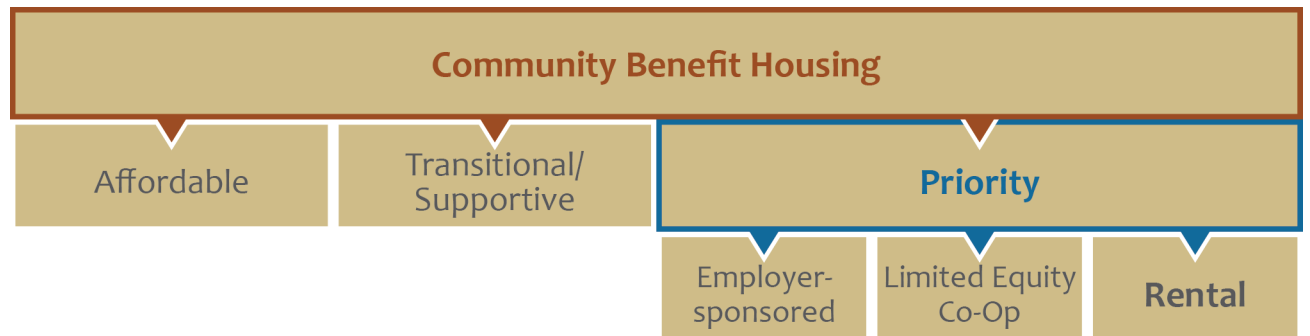 Community Benefit Housing
Affordable
Transitional/
Supportive
Priority
Employer-
sponsored
Limited Equity
Co-Op
Rental